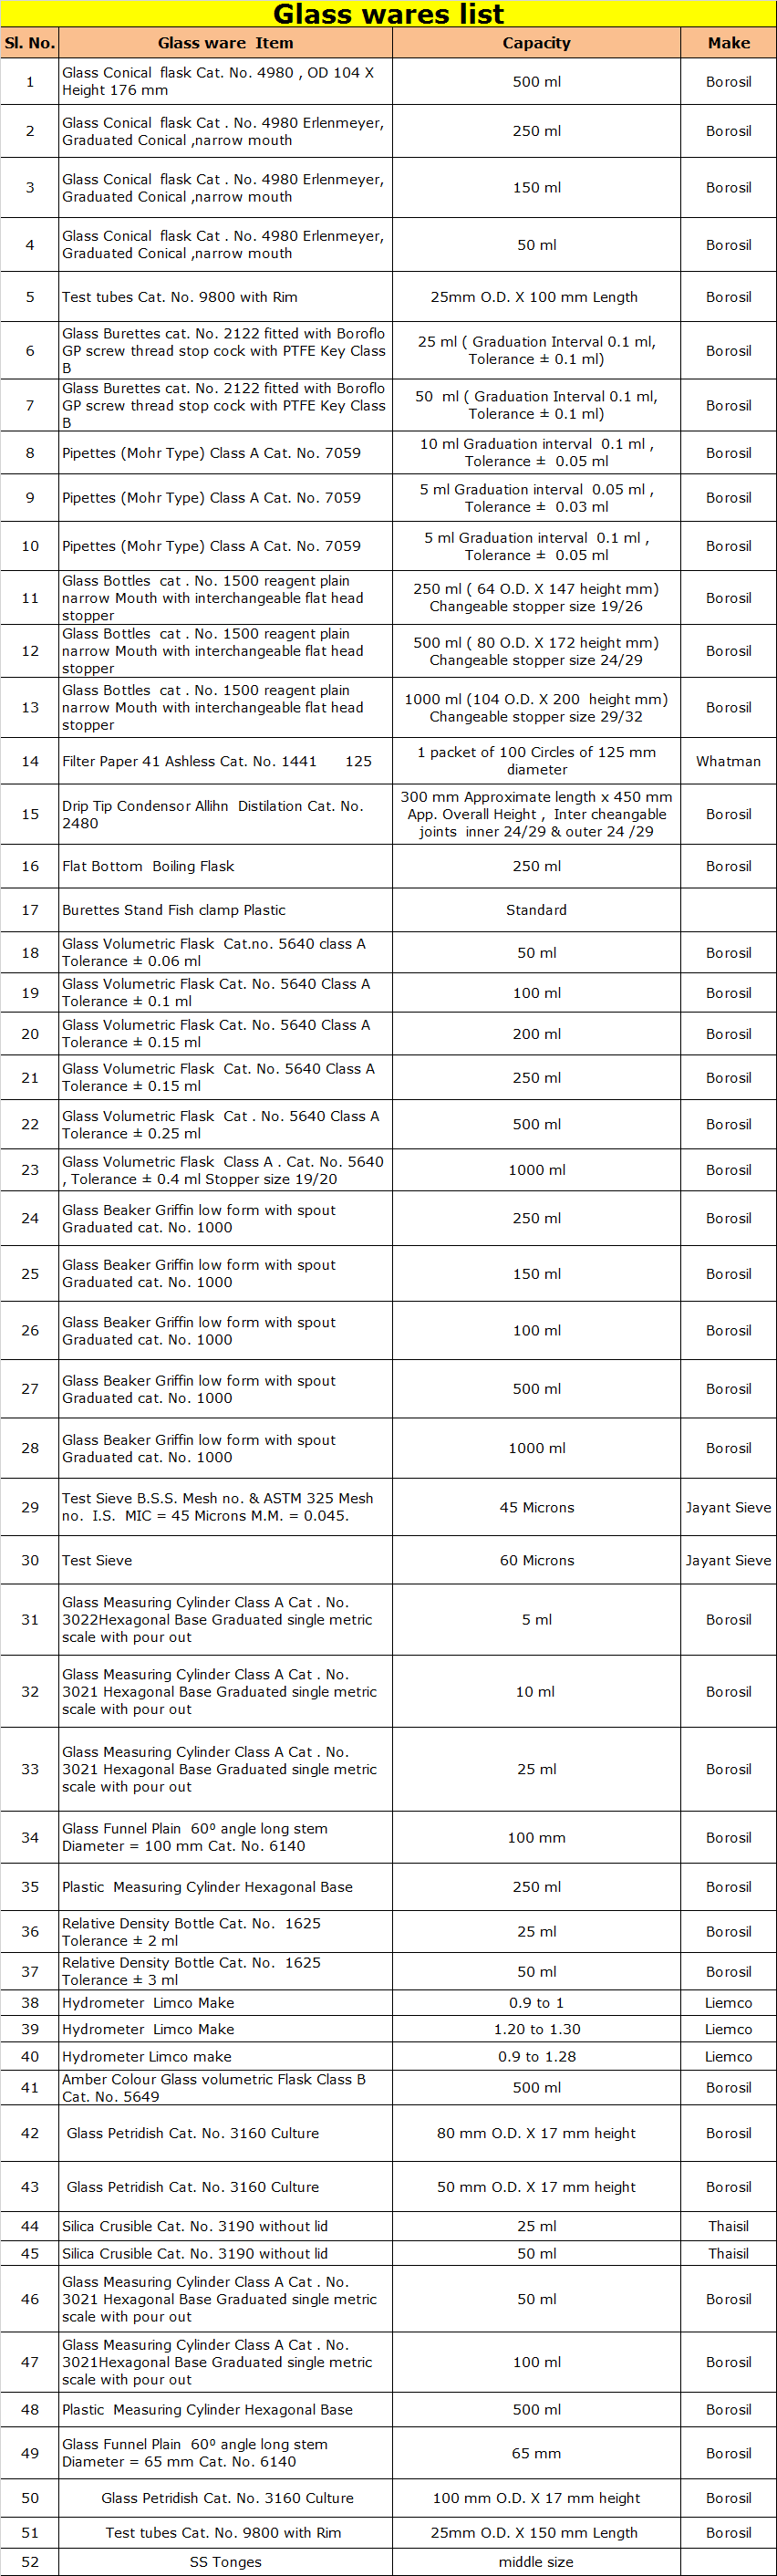 Glass wares list
Sl. No. Glass ware Item Capacity Make
1 Glass Conical flask Cat. No. 4980 , OD 104 X Height 176 mm 500 ml Borosil
2 Glass Conical flask Cat . No. 4980 Erlenmeyer, Graduated Conical ,narrow mouth 250 ml Borosil
3 Glass Conical flask Cat . No. 4980 Erlenmeyer, Graduated Conical ,narrow mouth 150 ml Borosil
4 Glass Conical flask Cat . No. 4980 Erlenmeyer, Graduated Conical ,narrow mouth 50 ml Borosil
5 Test tubes Cat. No. 9800 with Rim 25mm O.D. X 100 mm Length Borosil
6 Glass Burettes cat. No. 2122 fitted with Boroflo GP screw thread stop cock with PTFE Key Class B 25 ml ( Graduation Interval 0.1 ml, Tolerance ± 0.1 ml) Borosil
7 Glass Burettes cat. No. 2122 fitted with Boroflo GP screw thread stop cock with PTFE Key Class B 50 ml ( Graduation Interval 0.1 ml, Tolerance ± 0.1 ml) Borosil
8 Pipettes (Mohr Type) Class A Cat. No. 7059 10 ml Graduation interval 0.1 ml , Tolerance ± 0.05 ml Borosil
9 Pipettes (Mohr Type) Class A Cat. No. 7059 5 ml Graduation interval 0.05 ml , Tolerance ± 0.03 ml Borosil
10 Pipettes (Mohr Type) Class A Cat. No. 7059 5 ml Graduation interval 0.1 ml , Tolerance ± 0.05 ml Borosil
11 Glass Bottles cat . No. 1500 reagent plain narrow Mouth with interchangeable flat head stopper 250 ml ( 64 O.D. X 147 height mm) Changeable stopper size 19/26 Borosil
12 Glass Bottles cat . No. 1500 reagent plain narrow Mouth with interchangeable flat head stopper 500 ml ( 80 O.D. X 172 height mm) Changeable stopper size 24/29 Borosil
13 Glass Bottles cat . No. 1500 reagent plain narrow Mouth with interchangeable flat head stopper 1000 ml (104 O.D. X 200 height mm) Changeable stopper size 29/32 Borosil
14 Filter Paper 41 Ashless Cat. No. 1441 125 1 packet of 100 Circles of 125 mm diameter Whatman
15 Drip Tip Condensor Allihn Distilation Cat. No. 2480 300 mm Approximate length x 450 mm App. Overall Height , Inter cheangable joints inner 24/29 & outer 24 /29 Borosil
16 Flat Bottom Boiling Flask 250 ml Borosil
17 Burettes Stand Fish clamp Plastic Standard
18 Glass Volumetric Flask Cat.no. 5640 class A Tolerance ± 0.06 ml 50 ml Borosil
19 Glass Volumetric Flask Cat. No. 5640 Class A Tolerance ± 0.1 ml 100 ml Borosil
20 Glass Volumetric Flask Cat. No. 5640 Class A Tolerance ± 0.15 ml 200 ml Borosil
21 Glass Volumetric Flask Cat. No. 5640 Class A Tolerance ± 0.15 ml 250 ml Borosil
22 Glass Volumetric Flask Cat . No. 5640 Class A Tolerance ± 0.25 ml 500 ml Borosil
23 Glass Volumetric Flask Class A . Cat. No. 5640 , Tolerance ± 0.4 ml Stopper size 19/20 1000 ml Borosil
24 Glass Beaker Griffin low form with spout Graduated cat. No. 1000 250 ml Borosil
25 Glass Beaker Griffin low form with spout Graduated cat. No. 1000 150 ml Borosil
26 Glass Beaker Griffin low form with spout Graduated cat. No. 1000 100 ml Borosil
27 Glass Beaker Griffin low form with spout Graduated cat. No. 1000 500 ml Borosil
28 Glass Beaker Griffin low form with spout Graduated cat. No. 1000 1000 ml Borosil
29 Test Sieve B.S.S. Mesh no. & ASTM 325 Mesh no. I.S. MIC = 45 Microns M.M. = 0.045. 45 Microns Jayant Sieve
30 Test Sieve 60 Microns Jayant Sieve
31 Glass Measuring Cylinder Class A Cat . No. 3022Hexagonal Base Graduated single metric scale with pour out 5 ml Borosil
32 Glass Measuring Cylinder Class A Cat . No. 3021 Hexagonal Base Graduated single metric scale with pour out 10 ml Borosil
33 Glass Measuring Cylinder Class A Cat . No. 3021 Hexagonal Base Graduated single metric scale with pour out 25 ml Borosil
34 Glass Funnel Plain 60º angle long stem Diameter = 100 mm Cat. No. 6140 100 mm Borosil
35 Plastic Measuring Cylinder Hexagonal Base 250 ml Borosil
36 Relative Density Bottle Cat. No. 1625 Tolerance ± 2 ml 25 ml Borosil
37 Relative Density Bottle Cat. No. 1625 Tolerance ± 3 ml 50 ml Borosil
38 Hydrometer Limco Make 0.9 to 1 Liemco
39 Hydrometer Limco Make 1.20 to 1.30 Liemco
40 Hydrometer Limco make 0.9 to 1.28 Liemco
41 Amber Colour Glass volumetric Flask Class B Cat. No. 5649 500 ml Borosil
42 Glass Petridish Cat. No. 3160 Culture 80 mm O.D. X 17 mm height Borosil
43 Glass Petridish Cat. No. 3160 Culture 50 mm O.D. X 17 mm height Borosil
44 Silica Crusible Cat. No. 3190 without lid 25 ml Thaisil
45 Silica Crusible Cat. No. 3190 without lid 50 ml Thaisil
46 Glass Measuring Cylinder Class A Cat . No. 3021 Hexagonal Base Graduated single metric scale with pour out 50 ml Borosil
47 Glass Measuring Cylinder Class A Cat . No. 3021Hexagonal Base Graduated single metric scale with pour out 100 ml Borosil
48 Plastic Measuring Cylinder Hexagonal Base 500 ml Borosil
49 Glass Funnel Plain 60º angle long stem Diameter = 65 mm Cat. No. 6140 65 mm Borosil
50 Glass Petridish Cat. No. 3160 Culture 100 mm O.D. X 17 mm height Borosil
51 Test tubes Cat. No. 9800 with Rim 25mm O.D. X 150 mm Length Borosil
52 SS Tonges middle size